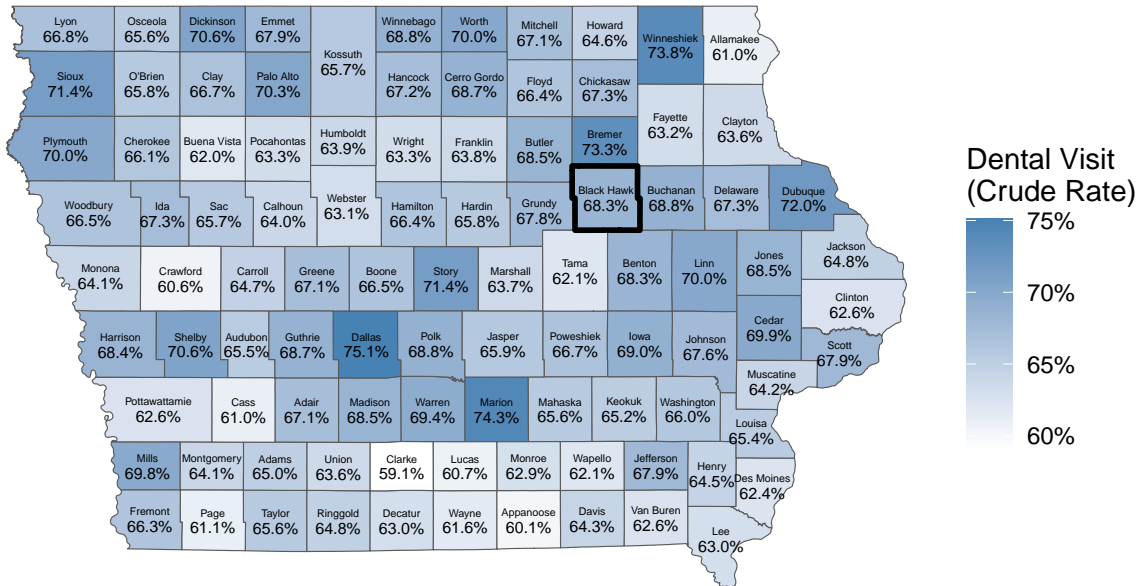 Lyon
66.8%
Osceola
65.6%
Dickinson
70.6%
Emmet
67.9%
Kossuth
65.7%
Winnebago
68.8%
Worth
70.0%
Mitchell
67.1%
Howard
64.6%
Winneshiek
73.8%
Allamakee
61.0%
Sioux
71.4%
O'Brien
65.8%
Clay
66.7%
Palo Alto
70.3%
Hancock
67.2%
Cerro Gordo
68.7%
Floyd
66.4%
Chickasaw
67.3%
Fayette
63.2%
Clayton
63.6%
Plymouth
70.0%
Cherokee
66.1%
Buena Vista
62.0%
Pocahontas
63.3%
Humboldt
63.9%
Wright
63.3%
Franklin
63.8%
Butler
68.5%
Bremer
73.3%
Woodbury
66.5%
Ida
67.3%
Sac
65.7%
Calhoun
64.0%
Webster
63.1%
Hamilton
66.4%
Hardin
65.8%
Grundy
67.8%
Black Hawk
68.3%
Buchanan
68.8%
Delaware
67.3%
Dubuque
72.0%
Monona
64.1%
Crawford
60.6%
Carroll
64.7%
Greene
67.1%
Boone
66.5%
Story
71.4%
Marshall
63.7%
Tama
62.1%
Benton
68.3%
Linn
70.0%
Jones
68.5%
Jackson
64.8%
Clinton
62.6%
Harrison
68.4%
Shelby
70.6%
Audubon
65.5%
Guthrie
68.7%
Dallas
75.1%
Polk
68.8%
Jasper
65.9%
Poweshiek
66.7%
Iowa
69.0%
Johnson
67.6%
Cedar
69.9%
Scott
67.9%
Muscatine
64.2%
Pottawattamie
62.6%
Cass
61.0%
Adair
67.1%
Madison
68.5%
Warren
69.4%
Marion
74.3%
Mahaska
65.6%
Keokuk
65.2%
Washington
66.0%
Louisa
65.4%
Mills
69.8%
Montgomery
64.1%
Adams
65.0%
Union
63.6%
Clarke
59.1%
Lucas
60.7%
Monroe
62.9%
Wapello
62.1%
Jefferson
67.9%
Henry
64.5%
Des Moines
62.4%
Fremont
66.3%
Page
61.1%
Taylor
65.6%
Ringgold
64.8%
Decatur
63.0%
Wayne
61.6%
Appanoose
60.1%
Davis
64.3%
Van Buren
62.6%
Lee
63.0%
Dental Visit
(Crude Rate)
75%
70%
65%
60%